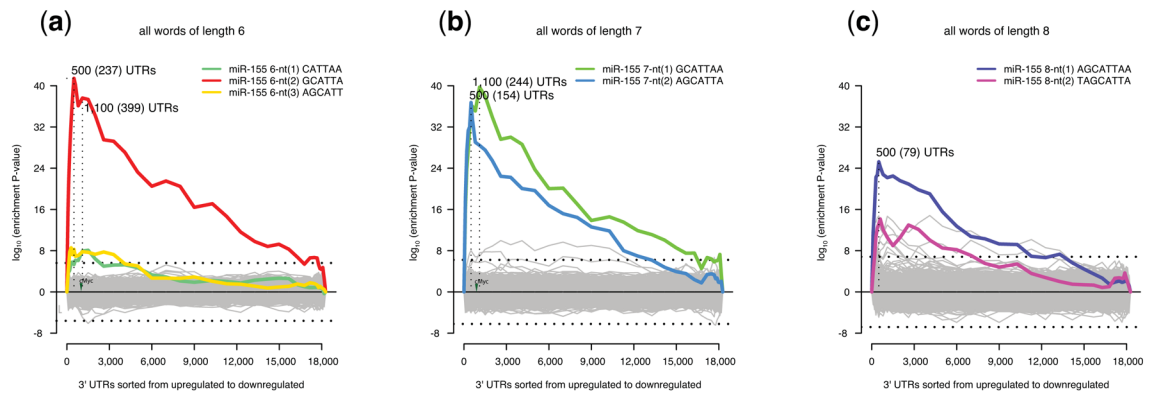 (a)
all words of length 6
500 (237) UTRs
1,100 (399) UTRs
miR-155 6-nt(1) CATTAA
miR-155 6-nt(2) GCATTA
miR-155 6-nt(3) AGCATT
log10 (enrichment P-value)
40
32
24
16
8
0
-8
Myc
0 3,000 6,000 9,000 12,000 15,000 18,000
3' UTRs sorted from upregulated to downregulated
(b)
all words of length 7
1,100 (244) UTRs
500 (154) UTRs
miR-155 7-nt(1) GCATTAA
miR-155 7-nt(2) AGCATTA
log10 (enrichment P-value)
40
32
24
16
8
0
-8
Myc
0 3,000 6,000 9,000 12,000 15,000 18,000
3' UTRs sorted from upregulated to downregulated
(c)
all words of length 8
500 (79) UTRs
miR-155 8-nt(1) AGCATTAA
miR-155 8-nt(2) TAGCATTA
log10 (enrichment P-value)
40
32
24
16
8
0
-8
0 3,000 6,000 9,000 12,000 15,000 18,000
3' UTRs sorted from upregulated to downregulated